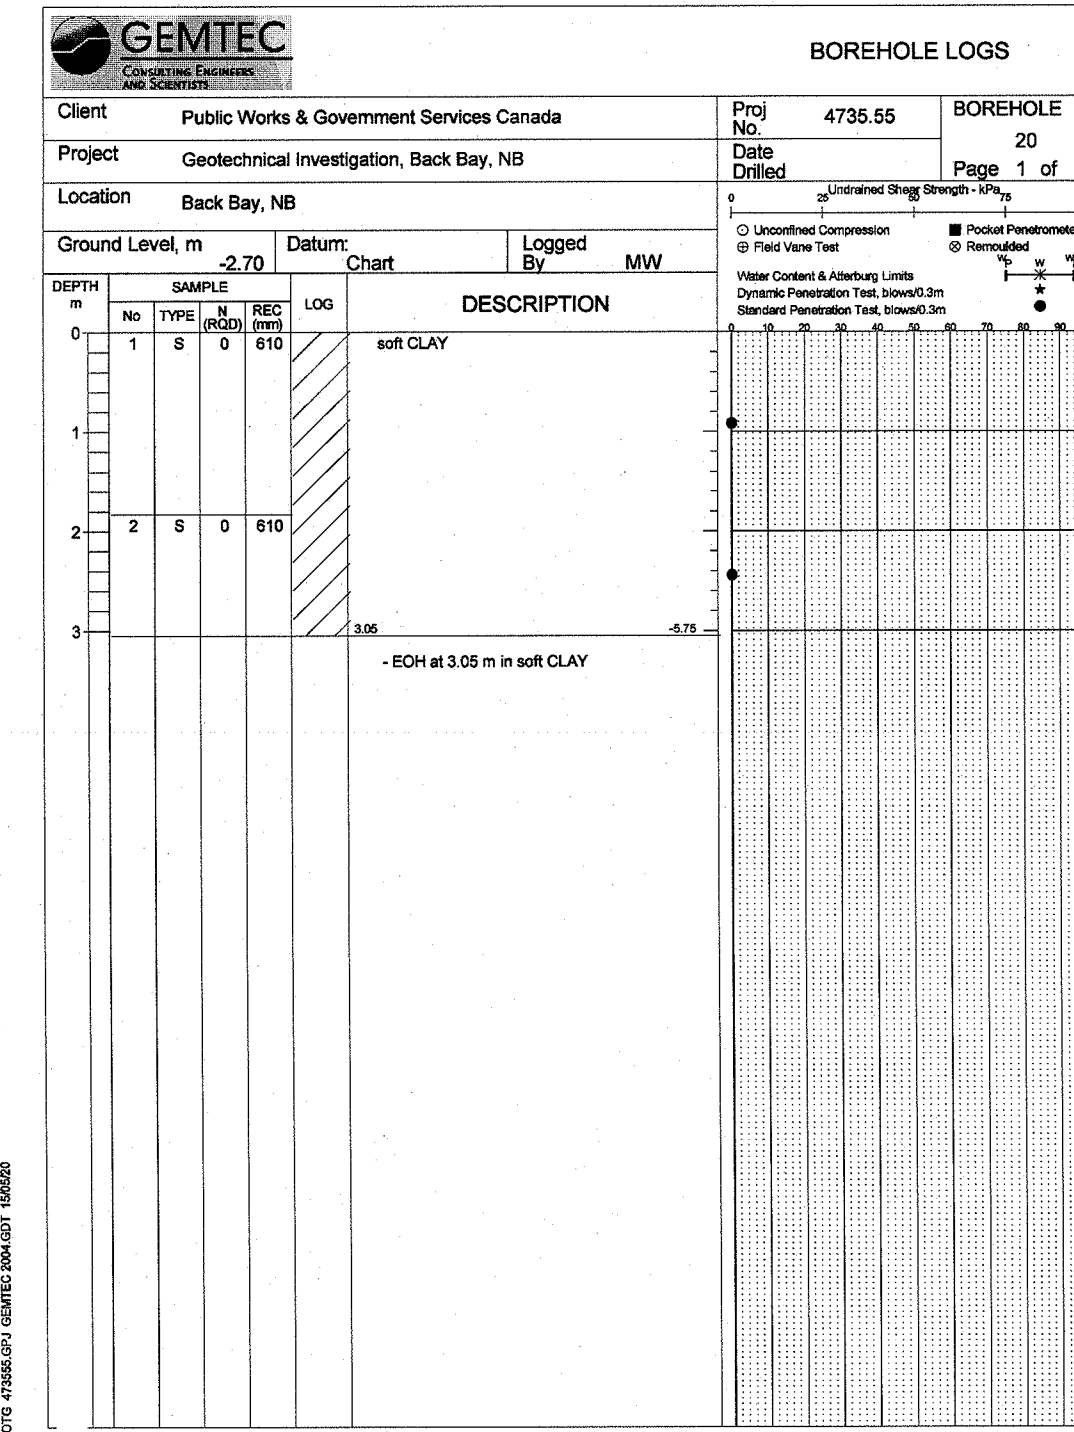 GEMTEC
CONSULTING ENGINEERS
AND SCIENTISTS
BOREHOLE LOGS
Client Public Works & Government Services Canada
Proj No. 4735.55
BOREHOLE
20
Page 1 of
Project Geotechnical Investigation, Back Bay, NB
Date Drilled
Location Back Bay, NB
Undrained Shear Strength - kPa
0 25 50 75
Unconfined Compression
Pocket Penetromete
Field Vane Test
Remoulded
Ground Level, m -2.70
Datum: Chart
Logged By MW
Wp W W
Water Content & Atterburg Limits
Dynamic Penetration Test, blows/0.3m
Standard Penetration Test, blows/0.3m
DEPTH m
SAMPLE
No TYPE N (RQD) REC (mm)
LOG
DESCRIPTION
0 10 20 30 40 50 60 70 80 90
0
1 S 0 610
soft CLAY
1
2
2 S 0 610
3
3.05 -5.75
- EOH at 3.05 m in soft CLAY
OTG 473555.GPJ GEMTEC 2004.GDT 15/05/20